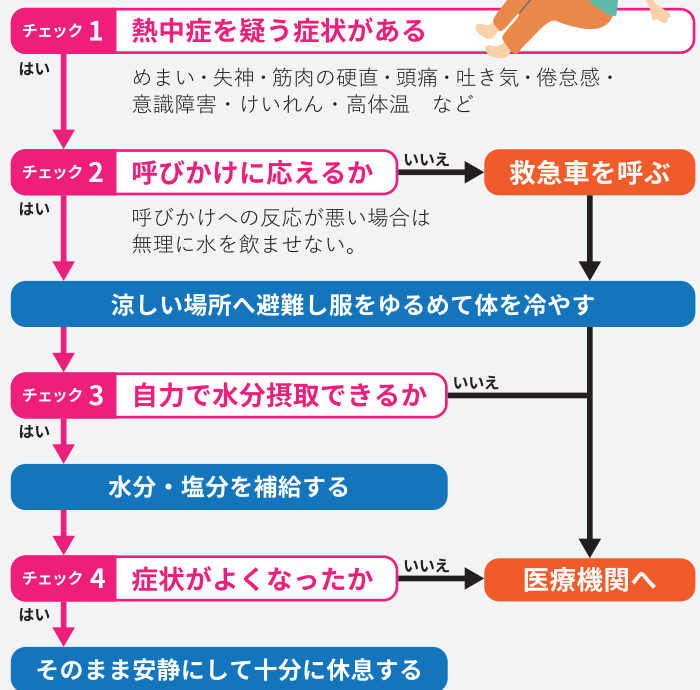 チェック 1 熱中症を疑う症状がある
はい
めまい・失神・筋肉の硬直・頭痛・吐き気・倦怠感・
意識障害・けいれん・高体温　など
チェック 2 呼びかけに応えるか
いいえ
救急車を呼ぶ
はい
呼びかけへの反応が悪い場合は
無理に水を飲ませない。
涼しい場所へ避難し服をゆるめて体を冷やす
チェック 3 自力で水分摂取できるか
いいえ
はい
水分・塩分を補給する
チェック 4 症状がよくなったか
いいえ
医療機関へ
はい
そのまま安静にして十分に休息する